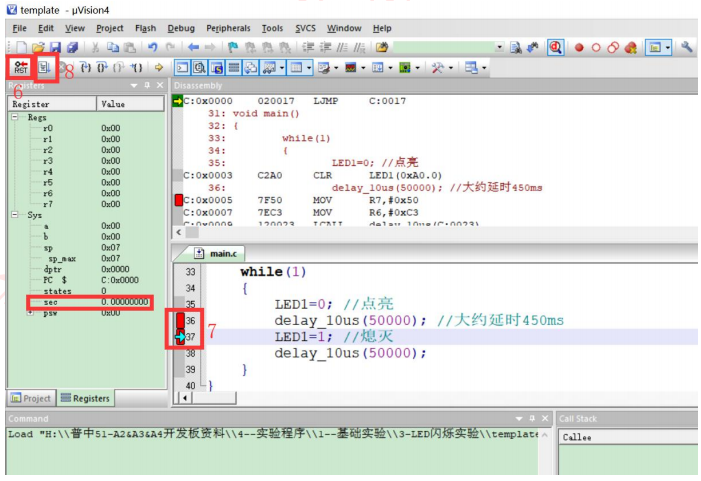 template - µVision4
File Edit View Project Flash Debug Peripherals Tools SVCS Window Help
RST
8
6
Registers
Register Value
Regs
r0 0x00
r1 0x00
r2 0x00
r3 0x00
r4 0x00
r5 0x00
r6 0x00
r7 0x00
Sys
a 0x00
b 0x00
sp 0x07
sp_max 0x07
dptr 0x0000
PC $ C:0x0000
states 0
sec 0.00000000
psw 0x00
Project Registers
Disassembly
C:0x0000 020017 LJMP C:0017
31: void main()
32: {
33: while(1)
34: {
35: LED1=0; //点亮
C:0x0003 C2A0 CLR LED1(0xA0.0)
36: delay_10us(50000); //大约延时450ms
C:0x0005 7F50 MOV R7,#0x50
C:0x0007 7EC3 MOV R6,#0xC3
C:0x0009 120023 LCALL delay_10us(C:0023)
main.c
33 while(1)
34 {
35 LED1=0; //点亮
36 delay_10us(50000); //大约延时450ms
7
37 LED1=1; //熄灭
38 delay_10us(50000);
39 }
40 }
Command
Load "H:\\普中51-A2&A3&A4开发板资料\\4--实验程序\\1--基础实验\\3-LED闪烁实验\\template
Call Stack
Callee